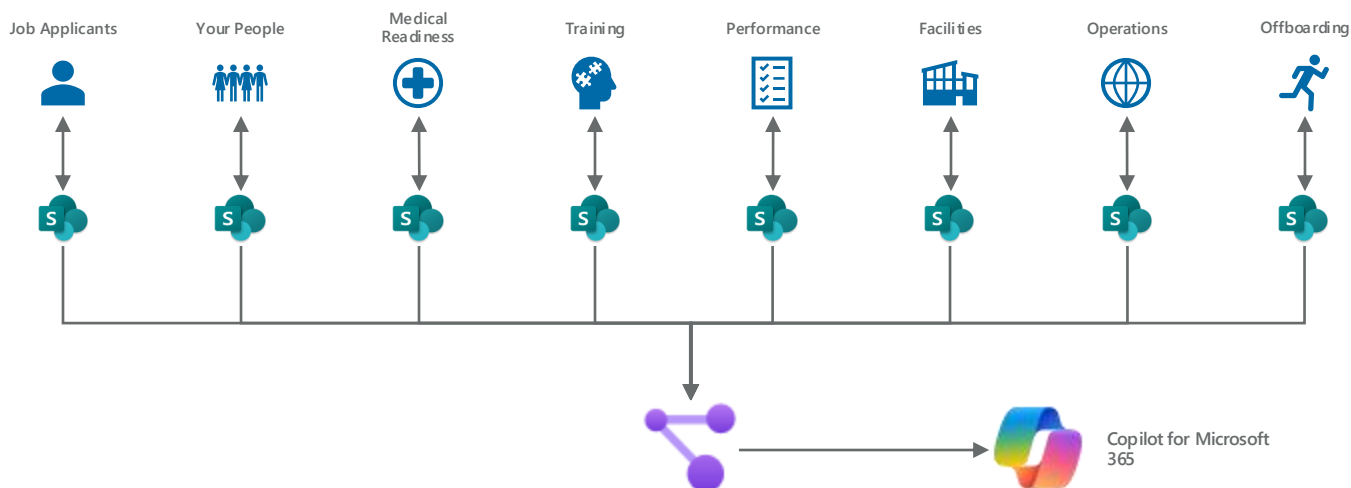 Job Applicants
Your People
Medical
Readiness
Training
Performance
Facilities
Operations
Offboarding
S
S
S
S
S
S
S
S
Copilot for Microsoft
365